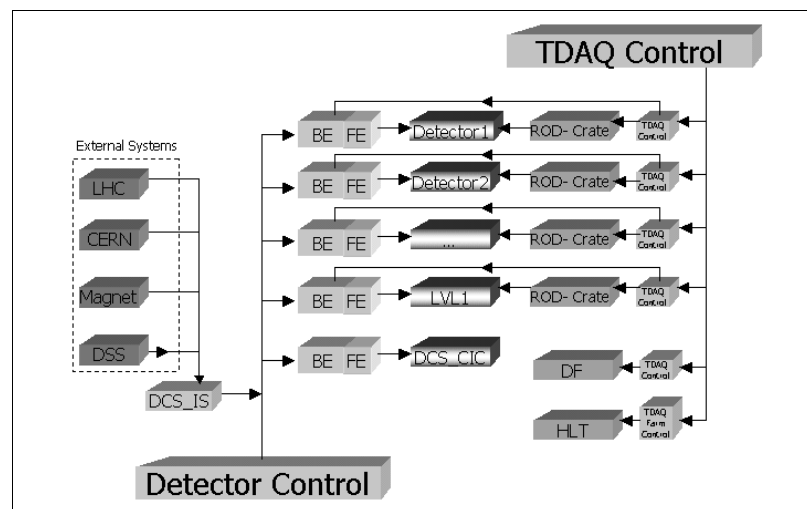 TDAQ Control
BE FE Detector1 ROD- Crate TDAQ Control
External Systems
LHC
BE FE Detector2 ROD- Crate TDAQ Control
CERN
BE FE ... ROD- Crate TDAQ Control
Magnet
BE FE LVL1 ROD- Crate TDAQ Control
DSS
BE FE DCS_CIC
DF TDAQ Control
DCS_IS
HLT TDAQ Farm Control
Detector Control